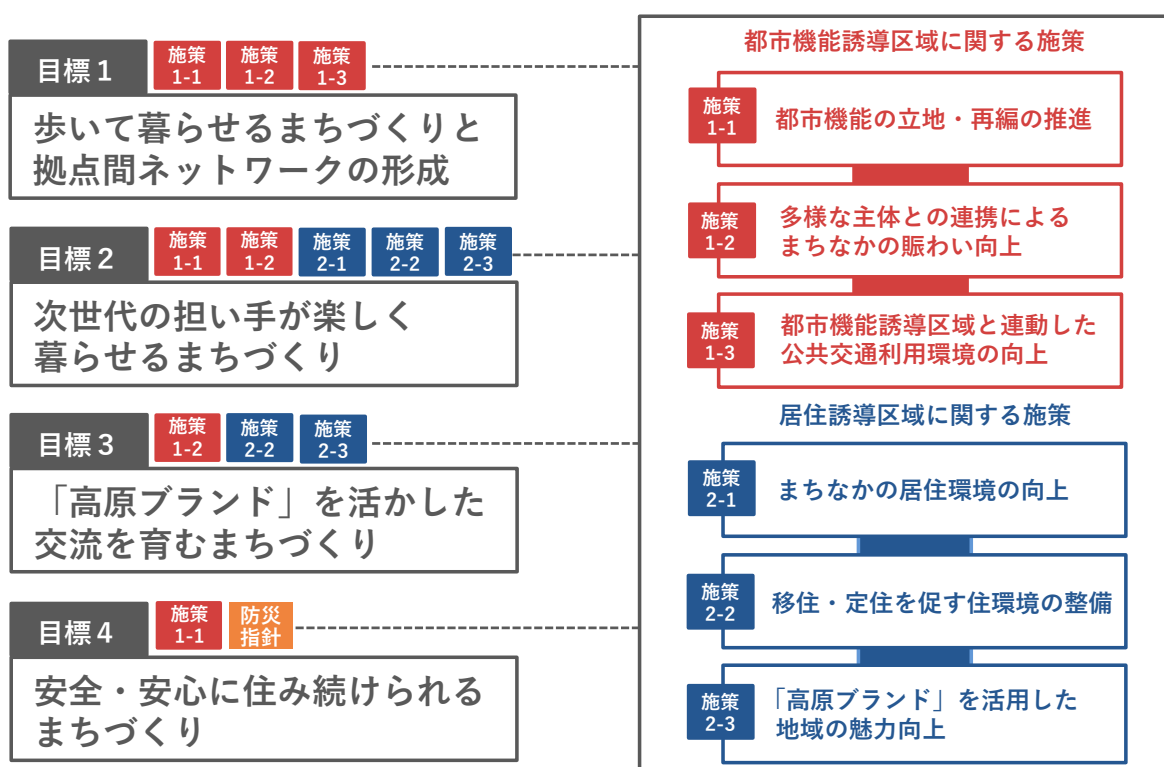 目標1
施策
1-1
施策
1-2
施策
1-3
歩いて暮らせるまちづくりと
拠点間ネットワークの形成
目標2
施策
1-1
施策
1-2
施策
2-1
施策
2-2
施策
2-3
次世代の担い手が楽しく
暮らせるまちづくり
目標3
施策
1-2
施策
2-2
施策
2-3
「高原ブランド」を活かした
交流を育むまちづくり
目標4
施策
1-1
防災
指針
安全・安心に住み続けられる
まちづくり
都市機能誘導区域に関する施策
施策
1-1
都市機能の立地・再編の推進
施策
1-2
多様な主体との連携による
まちなかの賑わい向上
施策
1-3
都市機能誘導区域と連動した
公共交通利用環境の向上
居住誘導区域に関する施策
施策
2-1
まちなかの居住環境の向上
施策
2-2
移住・定住を促す住環境の整備
施策
2-3
「高原ブランド」を活用した
地域の魅力向上